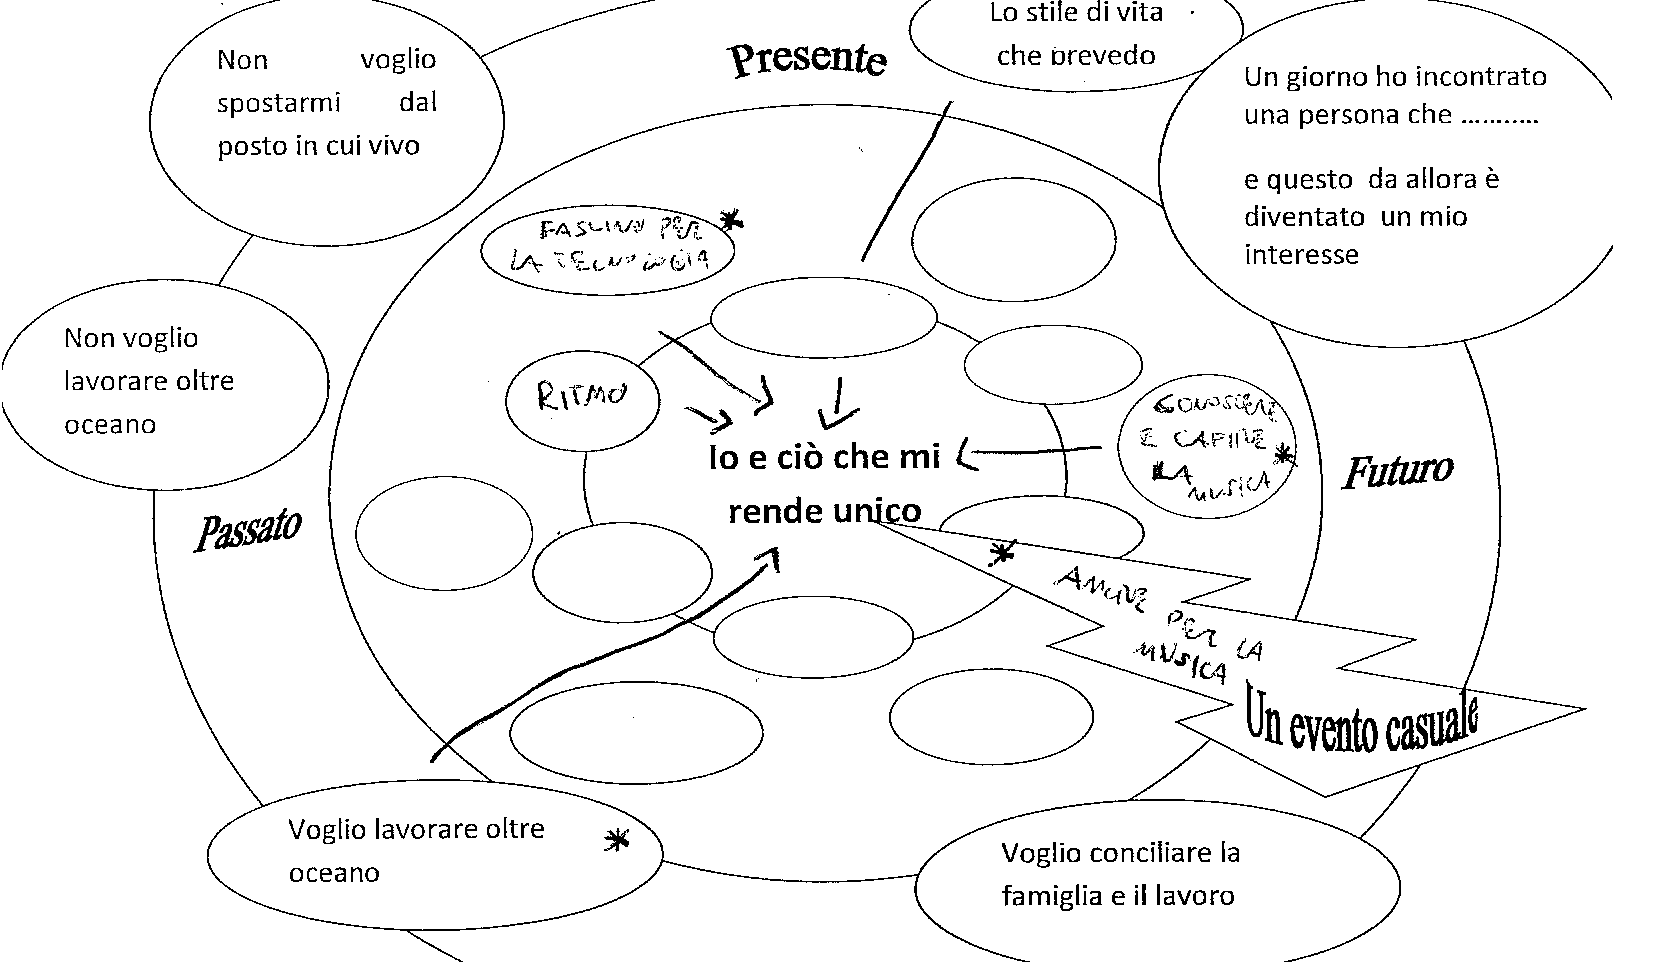 Lo stile di vita
che prevedo
Presente
Non voglio
spostarmi dal
posto in cui vivo
Un giorno ho incontrato
una persona che ...........
e questo da allora è
diventato un mio
interesse
FASCINO PER
LA TECNOLOGIA
Non voglio
lavorare oltre
oceano
RITMO
CONOSCERE
E CAPIRE
LA
MUSICA
Io e ciò che mi
rende unico
Futuro
Passato
ANCHE PER LA
MUSICA
Un evento casuale
Voglio lavorare oltre
oceano
Voglio conciliare la
famiglia e il lavoro